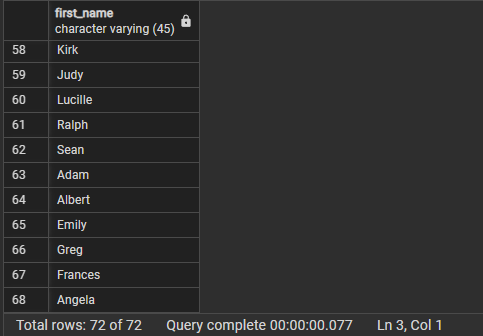 first_name
character varying (45)
58 Kirk
59 Judy
60 Lucille
61 Ralph
62 Sean
63 Adam
64 Albert
65 Emily
66 Greg
67 Frances
68 Angela
Total rows: 72 of 72 Query complete 00:00:00.077 Ln 3, Col 1